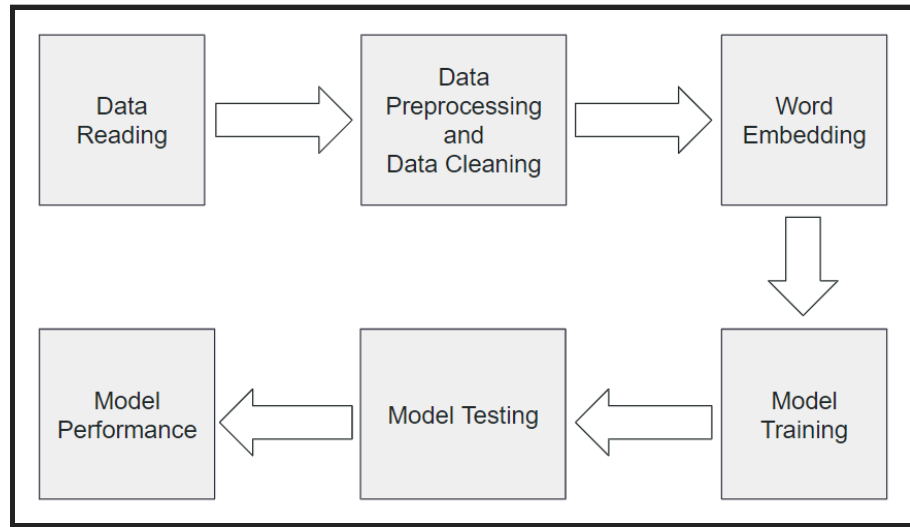 Data
Reading
Data
Preprocessing
and
Data Cleaning
Word
Embedding
Model
Training
Model Testing
Model
Performance